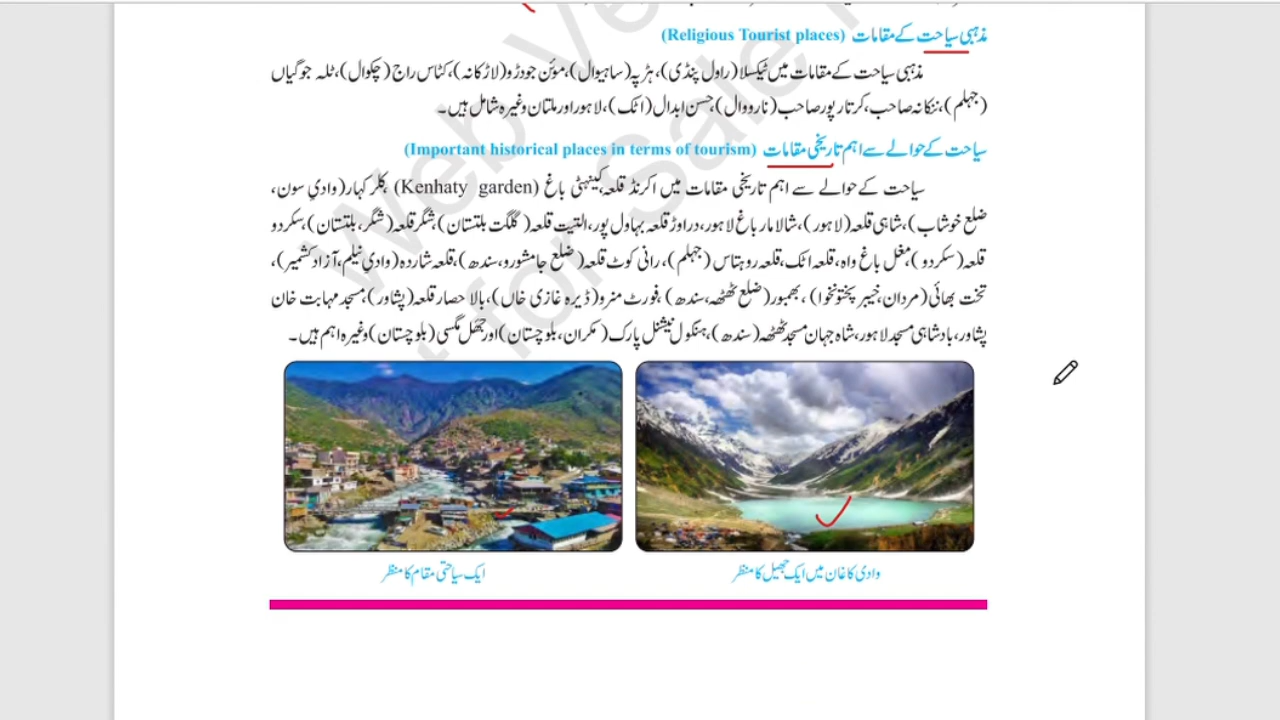 مذہبی سیاحت کے مقامات (Religious Tourist places)
مذہبی سیاحت کے مقامات میں ٹیکسلا (راول پنڈی)، ہڑپہ (ساہیوال)، موئن جودڑو (لاڑکانہ)، کٹاس راج (چکوال)، ٹلہ جوگیاں
(جہلم)، ننکانہ صاحب، کرتارپور صاحب (نارووال)، حسن ابدال (اٹک)، لاہور اور ملتان وغیرہ شامل ہیں۔
سیاحت کے حوالے سے اہم تاریخی مقامات (Important historical places in terms of tourism)
سیاحت کے حوالے سے اہم تاریخی مقامات میں اکرنڈ قلعہ، کینہٹی باغ (Kenhaty garden) کلر کہار (وادیِ سون،
ضلع خوشاب)، شاہی قلعہ (لاہور)، شالامار باغ لاہور، دراوڑ قلعہ بہاول پور، التیت قلعہ (گلگت بلتستان)، شگر قلعہ (شگر، بلتستان)، سکردو
قلعہ (سکردو)، مغل باغ واہ، قلعہ اٹک، قلعہ روہتاس (جہلم)، رانی کوٹ قلعہ (ضلع جامشورو، سندھ)، قلعہ شاردہ (وادیِ نیلم، آزاد کشمیر)،
تخت بھائی (مردان، خیبر پختونخوا)، بھمبور (ضلع ٹھٹھہ، سندھ)، فورٹ منرو (ڈیرہ غازی خاں)، بالا حصار قلعہ (پشاور)، مسجد مہابت خان
پشاور، بادشاہی مسجد لاہور، شاہ جہان مسجد ٹھٹھہ (سندھ)، ہنگول نیشنل پارک (مکران، بلوچستان) اور جھل مگسی (بلوچستان) وغیرہ اہم ہیں۔
وادی کاغان میں ایک جھیل کا منظر
ایک سیاحتی مقام کا منظر